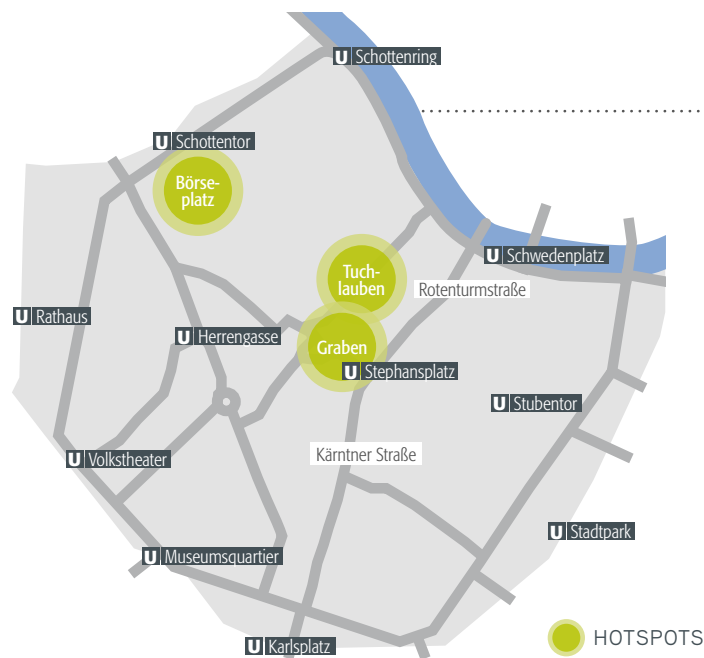 U Schottenring
U Schottentor
Börse-
platz
U Schwedenplatz
Tuch-
lauben
Rotenturmstraße
U Rathaus
U Herrengasse
Graben
U Stephansplatz
U Stubentor
Kärntner Straße
U Volkstheater
U Stadtpark
U Museumsquartier
HOTSPOTS
U Karlsplatz